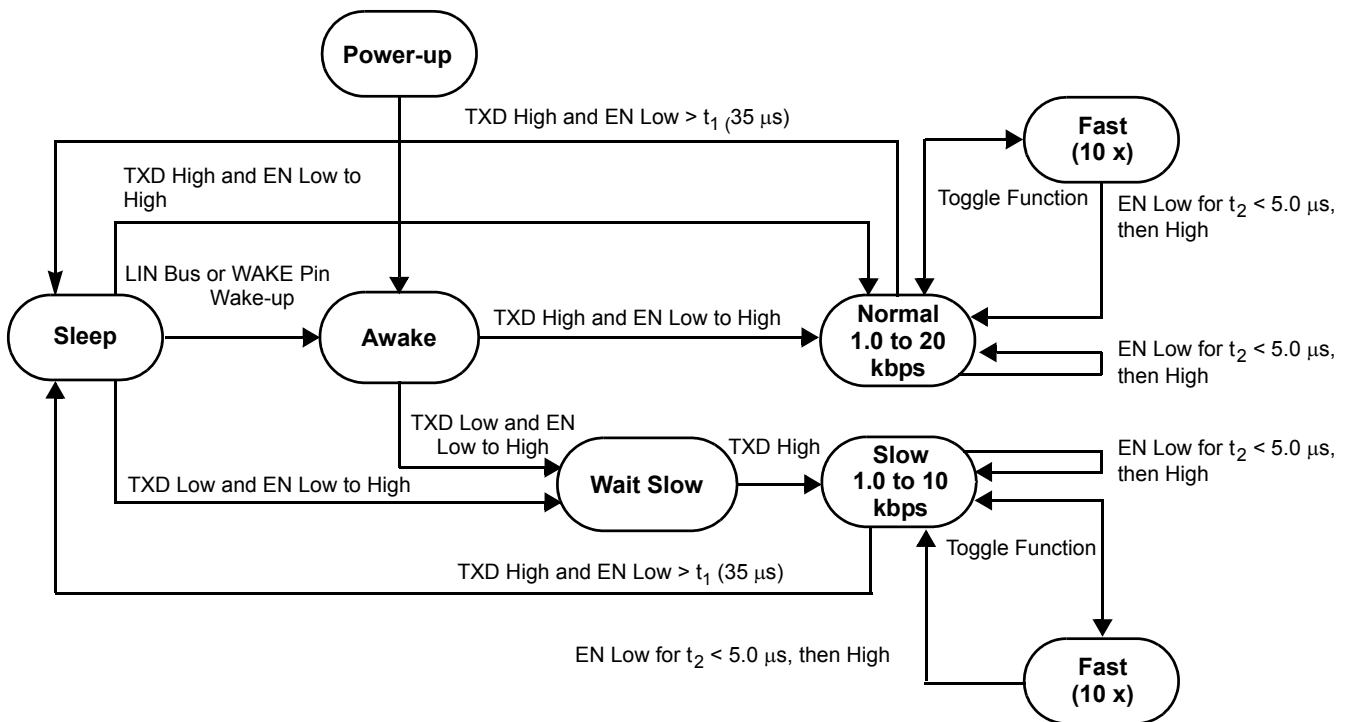 Power-up
TXD High and EN Low > t1 (35 μs)
Fast
(10 x)
TXD High and EN Low to
High
Toggle Function
EN Low for t2 < 5.0 μs,
then High
LIN Bus or WAKE Pin
Wake-up
Sleep
Awake
TXD High and EN Low to High
Normal
1.0 to 20
kbps
EN Low for t2 < 5.0 μs,
then High
TXD Low and EN
Low to High
TXD High
Slow
1.0 to 10
kbps
EN Low for t2 < 5.0 μs,
then High
TXD Low and EN Low to High
Wait Slow
Toggle Function
TXD High and EN Low > t1 (35 μs)
EN Low for t2 < 5.0 μs, then High
Fast
(10 x)